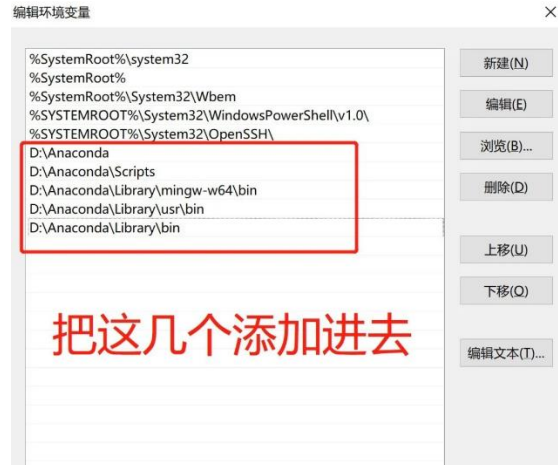 编辑环境变量
%SystemRoot%\system32
%SystemRoot%
%SystemRoot%\System32\Wbem
%SYSTEMROOT%\System32\WindowsPowerShell\v1.0\
%SYSTEMROOT%\System32\OpenSSH\
D:\Anaconda
D:\Anaconda\Scripts
D:\Anaconda\Library\mingw-w64\bin
D:\Anaconda\Library\usr\bin
D:\Anaconda\Library\bin
把这几个添加进去
新建(N)
编辑(E)
浏览(B)...
删除(D)
上移(U)
下移(O)
编辑文本(T)...